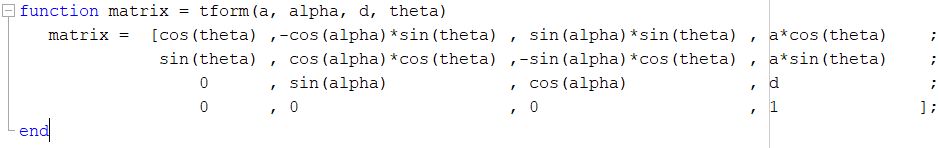 function matrix = tform(a, alpha, d, theta)
matrix =  [cos(theta) ,-cos(alpha)*sin(theta) , sin(alpha)*sin(theta) , a*cos(theta)    ;
sin(theta) , cos(alpha)*cos(theta) ,-sin(alpha)*cos(theta) , a*sin(theta)    ;
0      , sin(alpha)            , cos(alpha)            , d               ;
0      , 0                     , 0                     , 1              ];
end